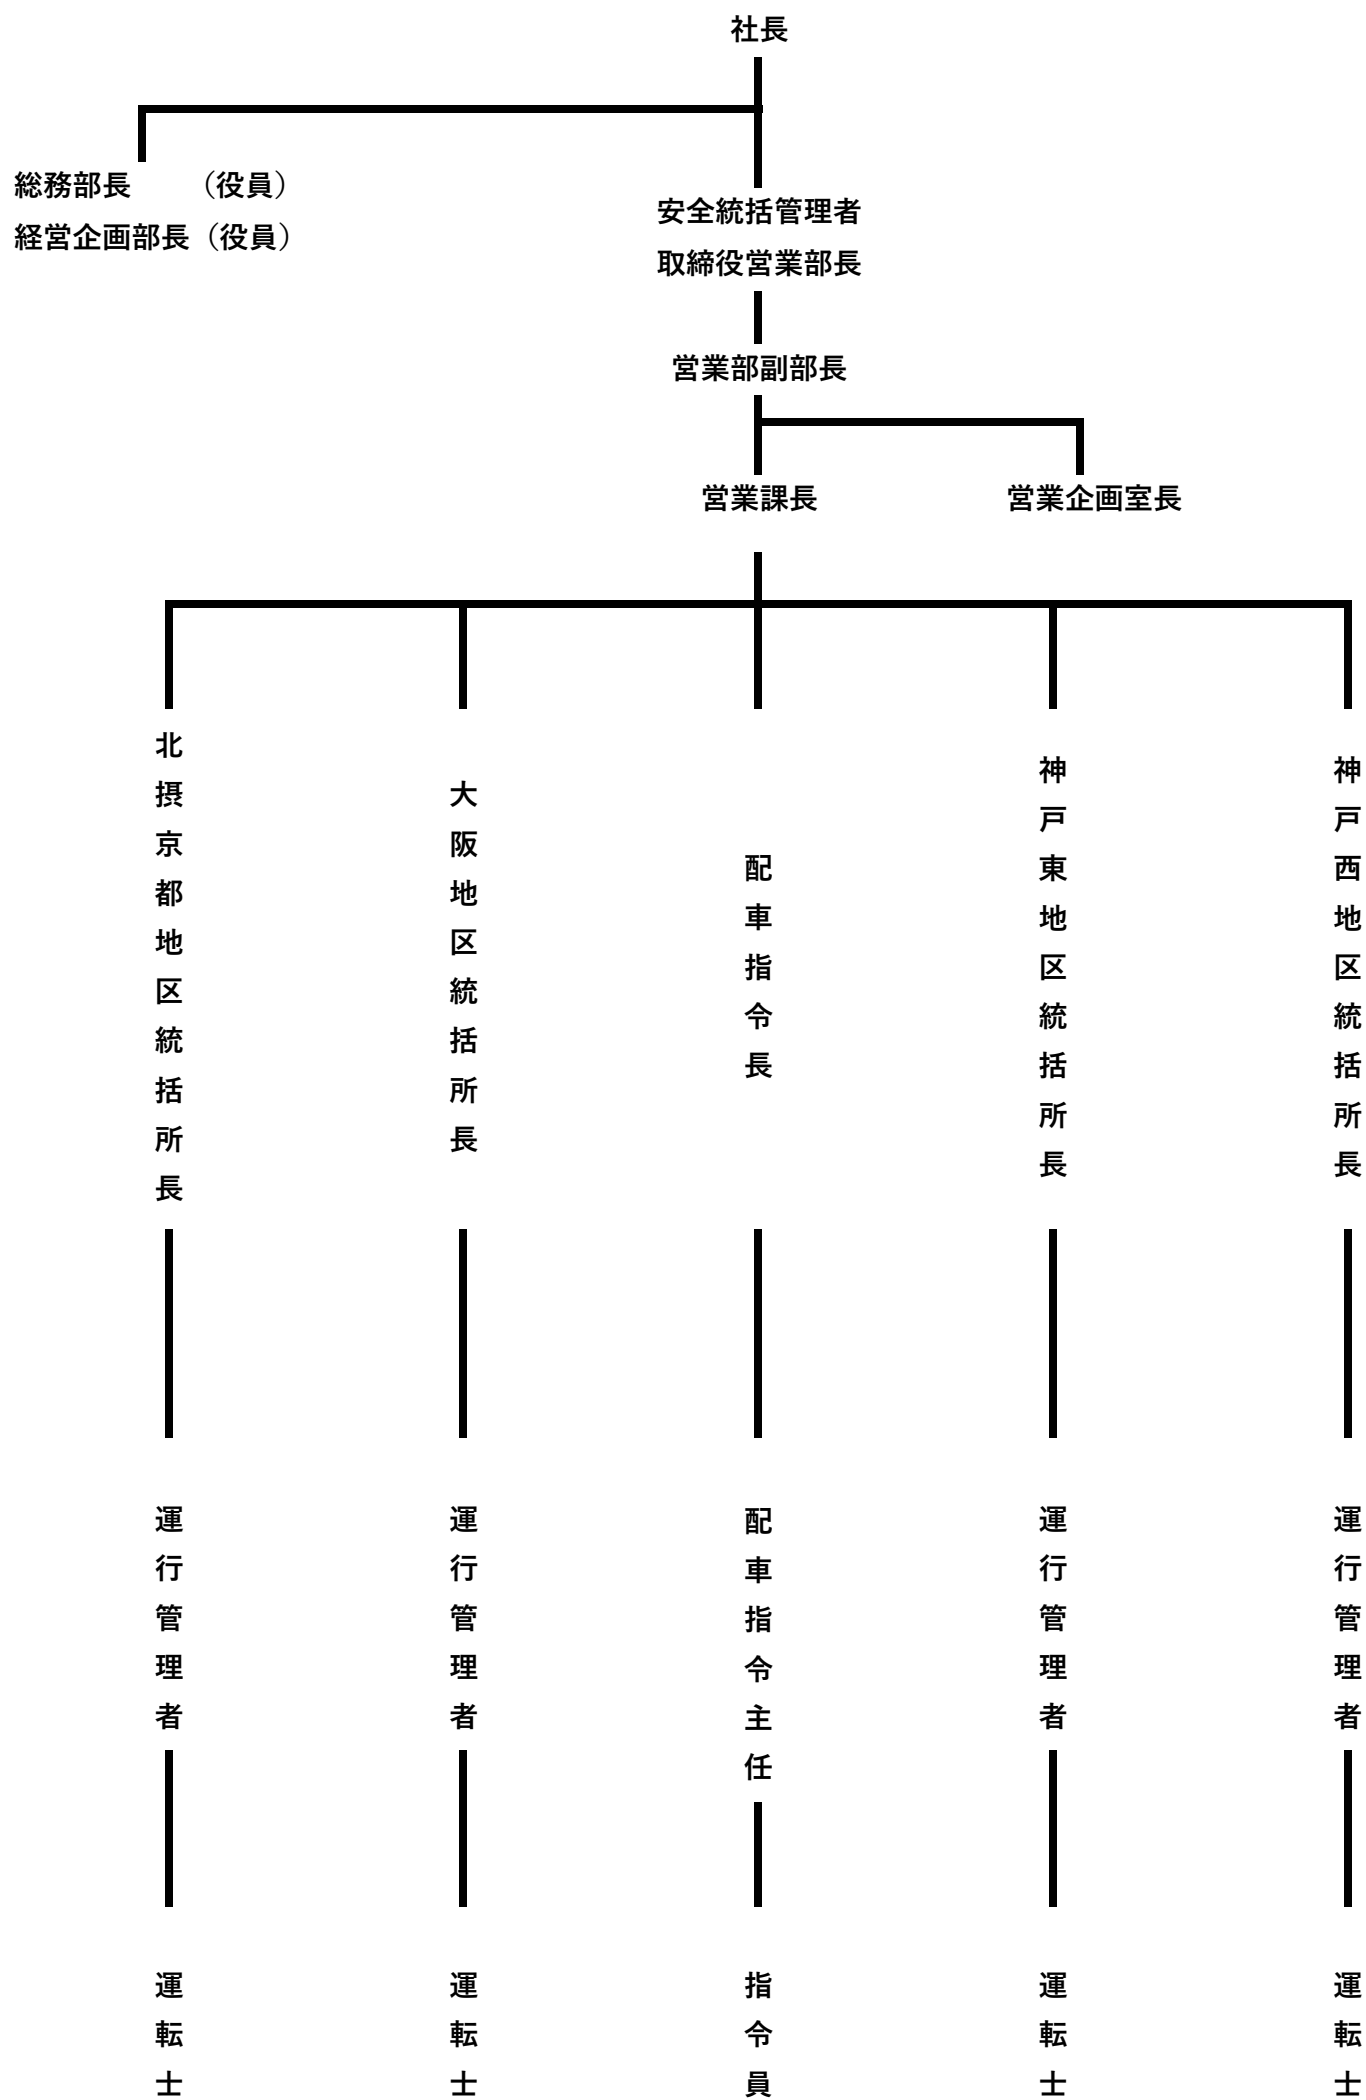 社長
総務部長　　（役員）
経営企画部長（役員）
安全統括管理者
取締役営業部長
営業部副部長
営業課長
営業企画室長
北摂京都地区統括所長
大阪地区統括所長
配車指令長
神戸東地区統括所長
神戸西地区統括所長
運行管理者
運行管理者
配車指令主任
運行管理者
運行管理者
運転士
運転士
指令員
運転士
運転士